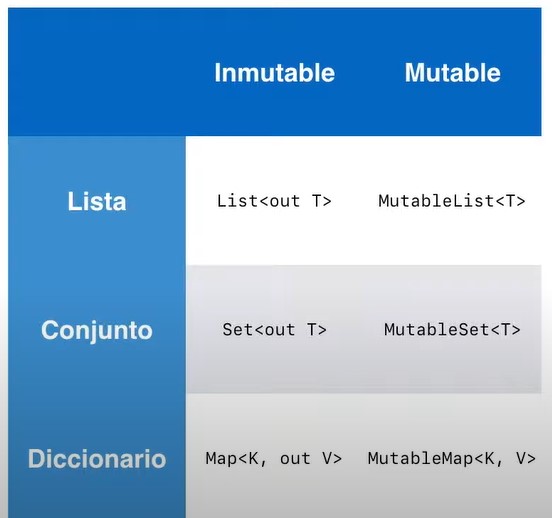 Inmutable Mutable
Lista List<out T> MutableList<T>
Conjunto Set<out T> MutableSet<T>
Diccionario Map<K, out V> MutableMap<K, V>